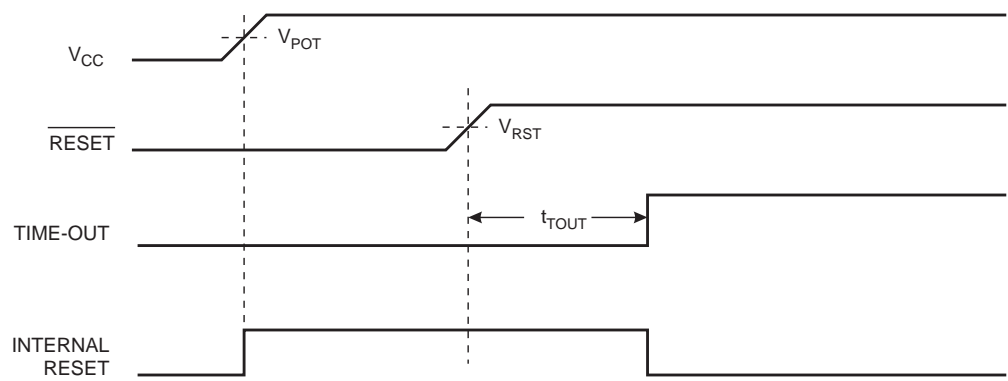 V_CC
V_POT
RESET
V_RST
TIME-OUT
t_TOUT
INTERNAL
RESET